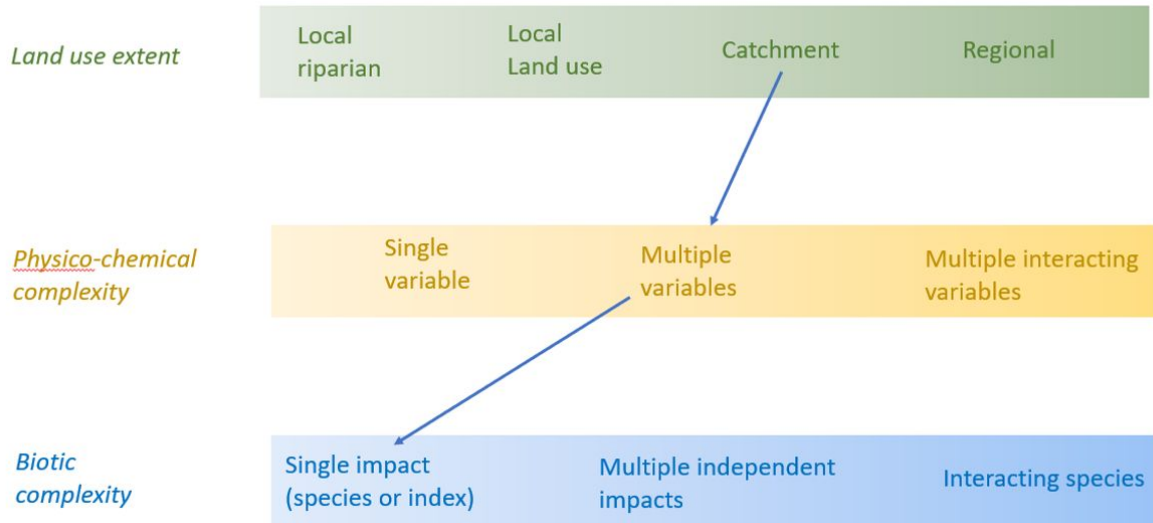 Land use extent
Local
riparian
Local
Land use
Catchment
Regional
Physico-chemical
complexity
Single
variable
Multiple
variables
Multiple interacting
variables
Biotic
complexity
Single impact
(species or index)
Multiple independent
impacts
Interacting species